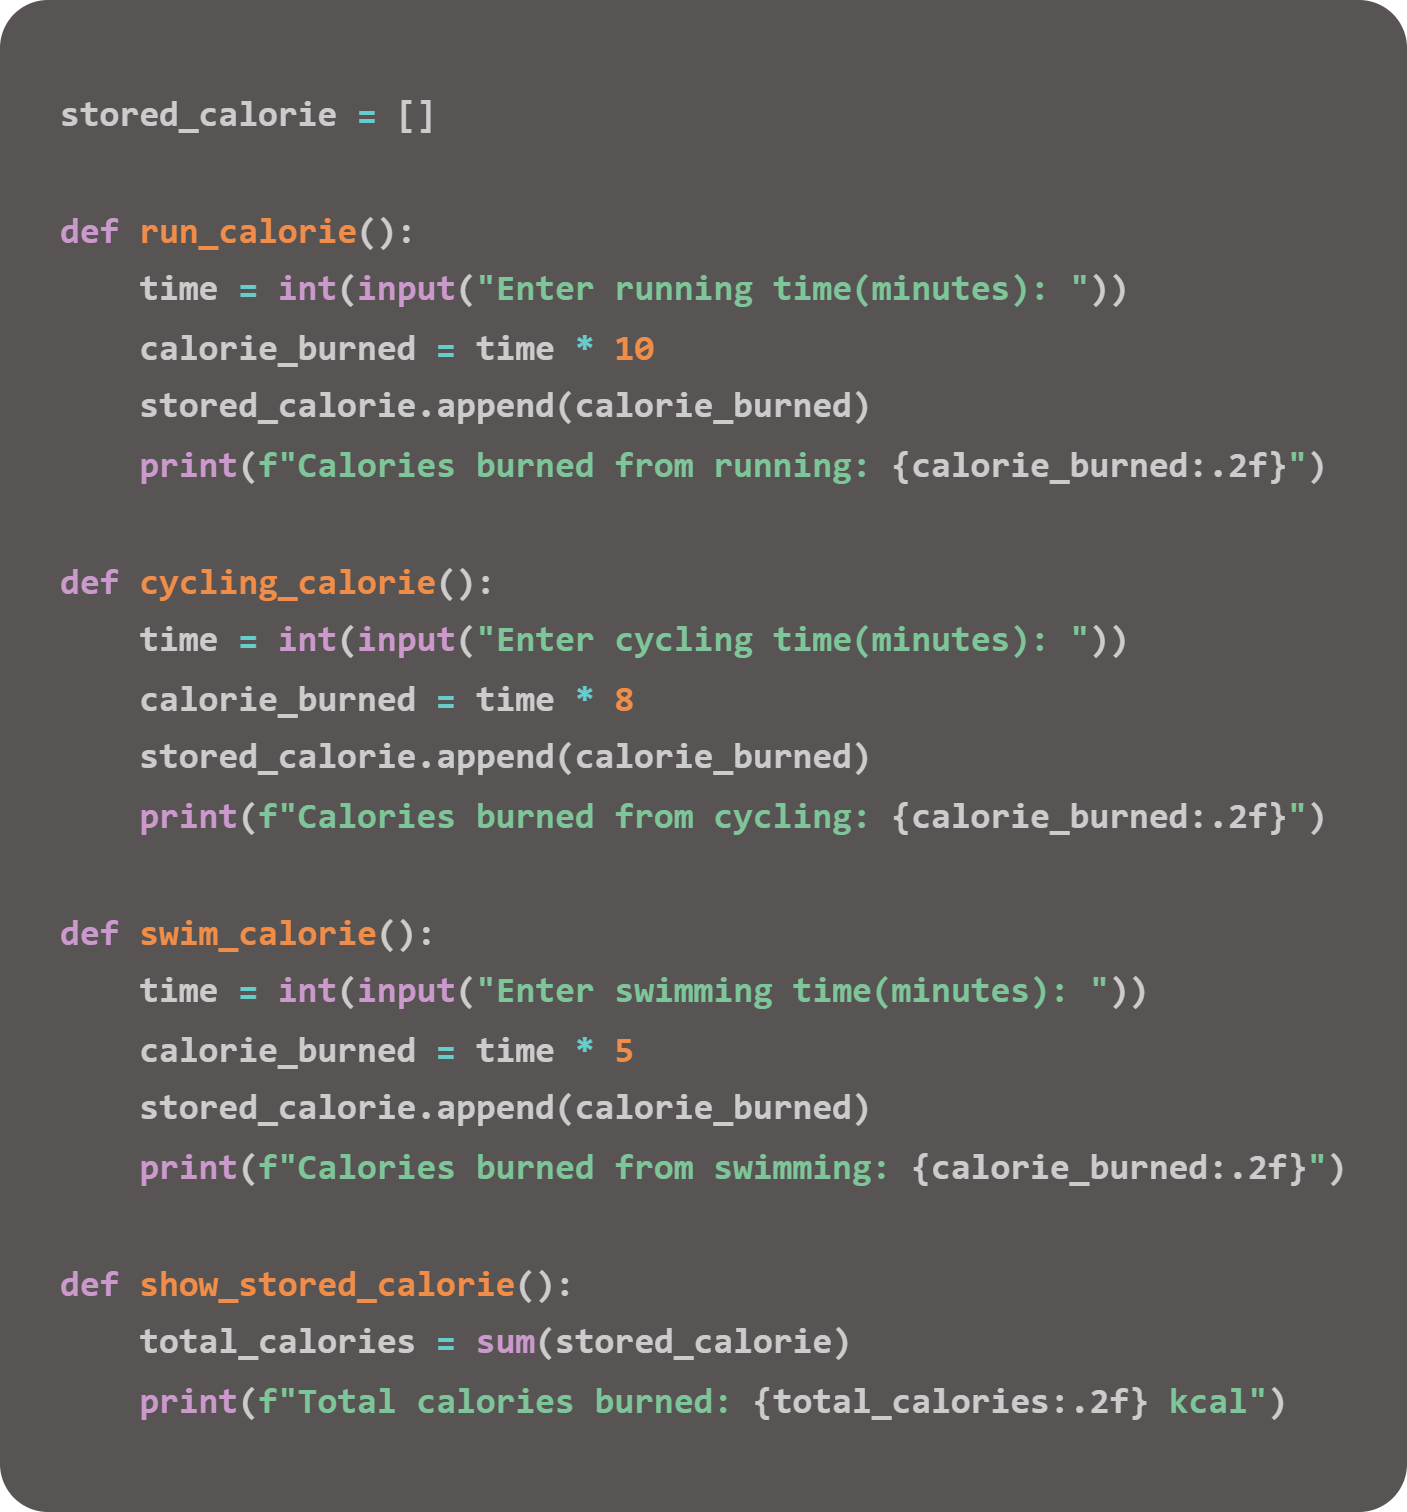 stored_calorie = []

def run_calorie():
    time = int(input("Enter running time(minutes): "))
    calorie_burned = time * 10
    stored_calorie.append(calorie_burned)
    print(f"Calories burned from running: {calorie_burned:.2f}")

def cycling_calorie():
    time = int(input("Enter cycling time(minutes): "))
    calorie_burned = time * 8
    stored_calorie.append(calorie_burned)
    print(f"Calories burned from cycling: {calorie_burned:.2f}")

def swim_calorie():
    time = int(input("Enter swimming time(minutes): "))
    calorie_burned = time * 5
    stored_calorie.append(calorie_burned)
    print(f"Calories burned from swimming: {calorie_burned:.2f}")

def show_stored_calorie():
    total_calories = sum(stored_calorie)
    print(f"Total calories burned: {total_calories:.2f} kcal")